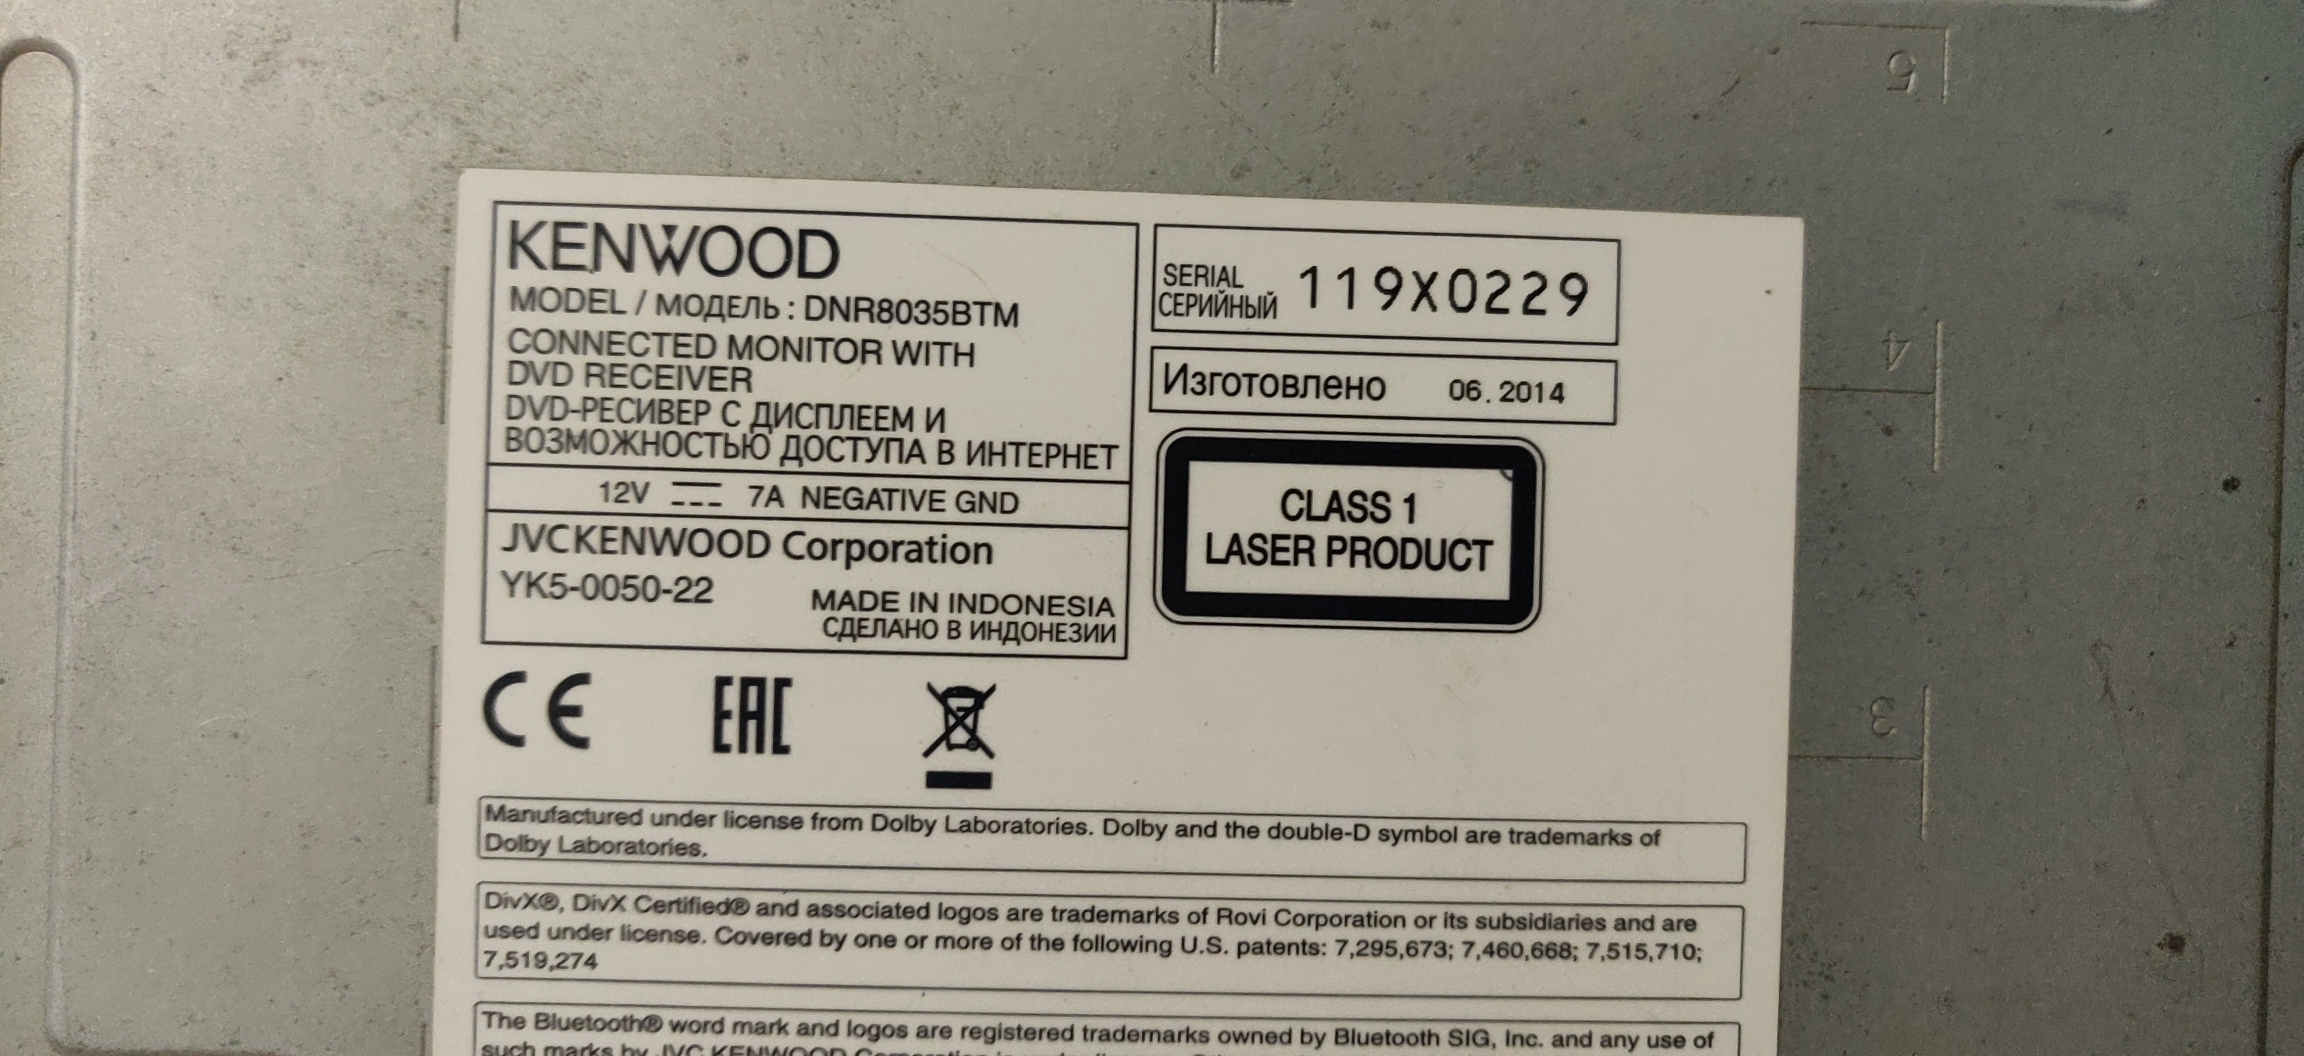 KENWOOD
MODEL / МОДЕЛЬ : DNR8035BTM
CONNECTED MONITOR WITH
DVD RECEIVER
DVD-РЕСИВЕР С ДИСПЛЕЕМ И
ВОЗМОЖНОСТЬЮ ДОСТУПА В ИНТЕРНЕТ
12V 7A NEGATIVE GND
JVCKENWOOD Corporation
YK5-0050-22
MADE IN INDONESIA
СДЕЛАНО В ИНДОНЕЗИИ
SERIAL
СЕРИЙНЫЙ
119X0229
Изготовлено 06.2014
CLASS 1
LASER PRODUCT
CE EAC
Manufactured under license from Dolby Laboratories. Dolby and the double-D symbol are trademarks of
Dolby Laboratories.
DivX®, DivX Certified® and associated logos are trademarks of Rovi Corporation or its subsidiaries and are
used under license. Covered by one or more of the following U.S. patents: 7,295,673; 7,460,668; 7,515,710;
7,519,274
The Bluetooth® word mark and logos are registered trademarks owned by Bluetooth SIG, Inc. and any use of
such marks by JVC KENWOOD Corporation
5
4
3